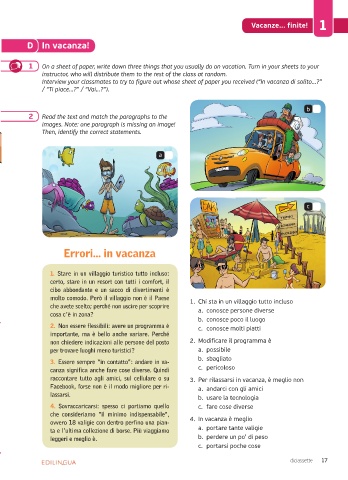 Vacanze... finite! 1
D In vacanza!
1 On a sheet of paper, write down three things that you usually do on vacation. Turn in your sheets to your
instructor, who will distribute them to the rest of the class at random.
Interview your classmates to try to figure out whose sheet of paper you received ("In vacanza di solito...?"
/ "Ti piace...?" / "Vai...?").
2 Read the text and match the paragraphs to the
images. Note: one paragraph is missing an image!
Then, identify the correct statements.
a
b
c
Errori... in vacanza
1. Stare in un villaggio turistico tutto incluso:
certo, stare in un resort con tutti i comfort, il
cibo abbondante e un sacco di divertimenti è
molto comodo. Però il villaggio non è il Paese
che avete scelto; perché non uscire per scoprire
cosa c'è in zona?
2. Non essere flessibili: avere un programma è
importante, ma è bello anche variare. Perché
non chiedere indicazioni alle persone del posto
per trovare luoghi meno turistici?
3. Essere sempre "in contatto": andare in va-
canza significa anche fare cose diverse. Quindi
raccontare tutto agli amici, sul cellulare o su
Facebook, forse non è il modo migliore per ri-
lassarsi.
4. Sovraccaricarsi: spesso ci portiamo quello
che consideriamo "il minimo indispensabile",
ovvero 18 valigie con dentro perfino una pian-
ta e l'ultima collezione di borse. Più viaggiamo
leggeri e meglio è.
1. Chi sta in un villaggio tutto incluso
a. conosce persone diverse
b. conosce poco il luogo
c. conosce molti piatti
2. Modificare il programma è
a. possibile
b. sbagliato
c. pericoloso
3. Per rilassarsi in vacanza, è meglio non
a. andarci con gli amici
b. usare la tecnologia
c. fare cose diverse
4. In vacanza è meglio
a. portare tante valigie
b. perdere un po' di peso
c. portarsi poche cose
EDILINGUA
diciassette 17